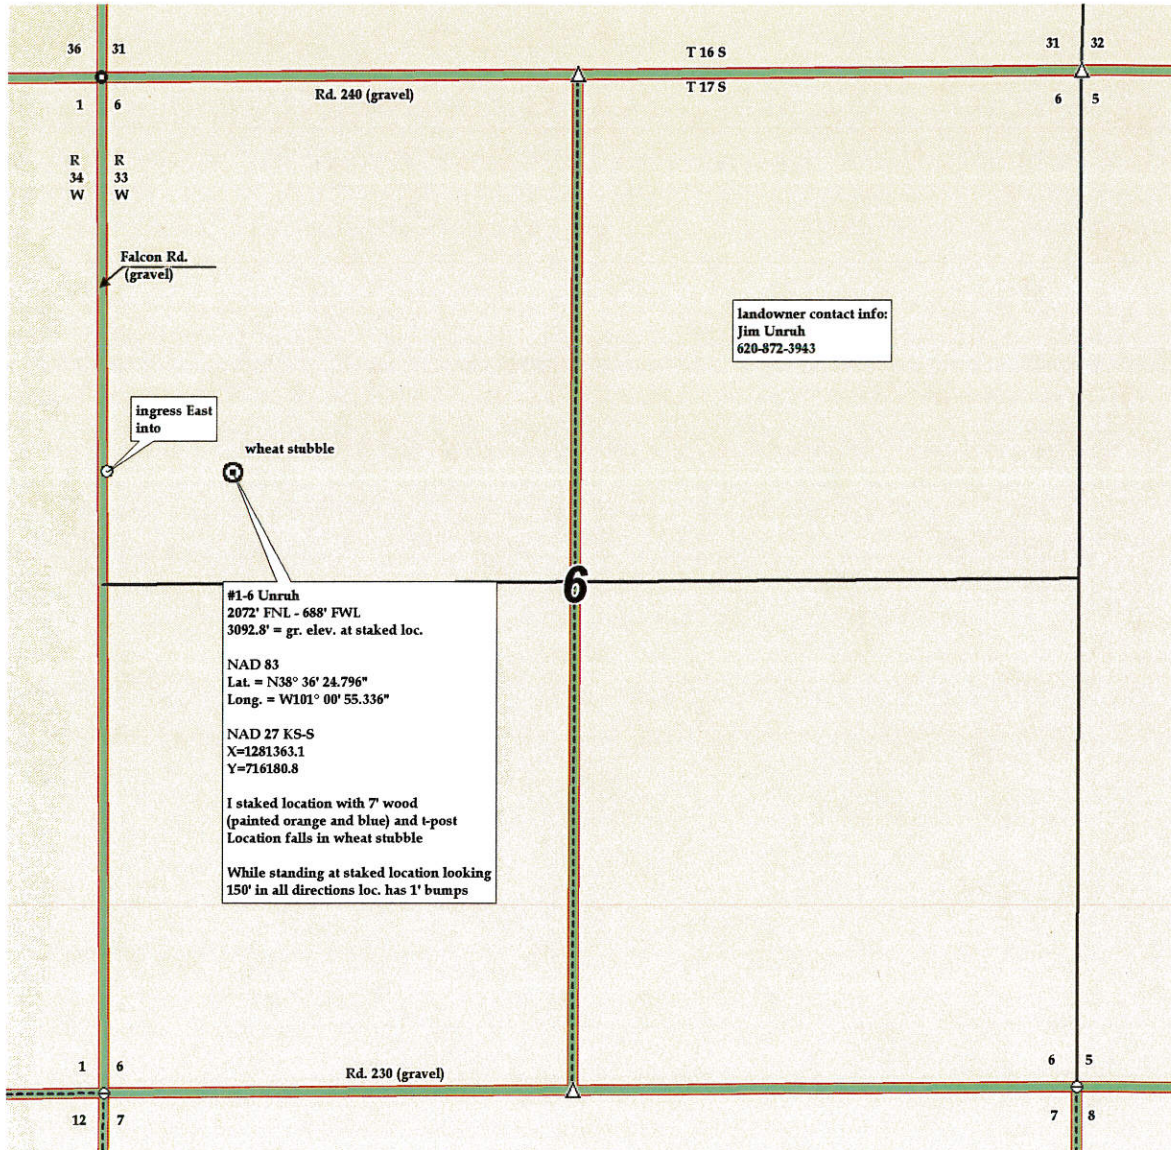 36 31
31 32
T 16 S
T 17 S
Rd. 240 (gravel)
1 6
6 5
R R
34 33
W W
Falcon Rd.
(gravel)
landowner contact info:
Jim Unruh
620-872-3943
ingress East
into
wheat stubble
6
#1-6 Unruh
2072' FNL - 688' FWL
3092.8' = gr. elev. at staked loc.
NAD 83
Lat. = N38° 36' 24.796"
Long. = W101° 00' 55.336"
NAD 27 KS-S
X=1281363.1
Y=716180.8
I staked location with 7' wood
(painted orange and blue) and t-post
Location falls in wheat stubble
While standing at staked location looking
150' in all directions loc. has 1' bumps
1 6
6 5
Rd. 230 (gravel)
12 7
7 8